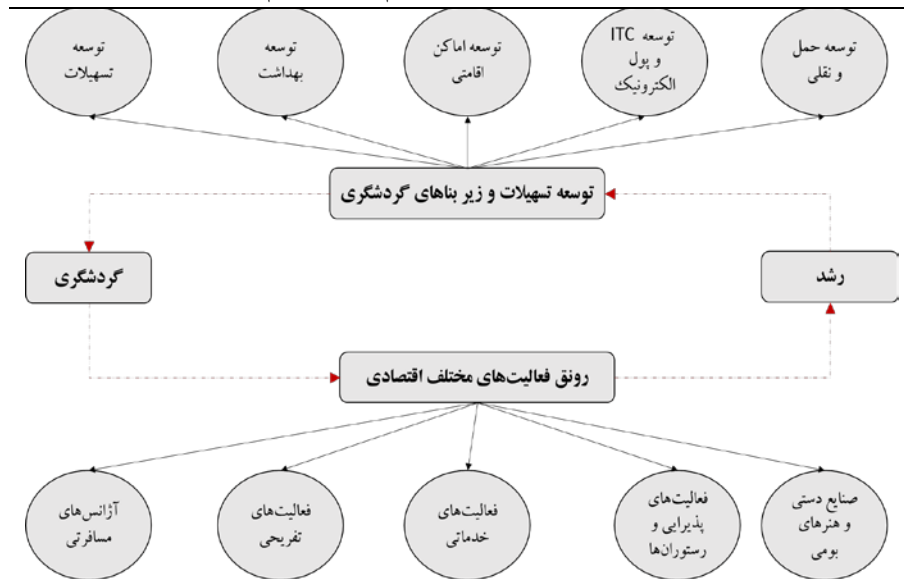 توسعه حمل
و نقلی
توسعه ITC
و پول
الکترونیک
توسعه اماکن
اقامتی
توسعه
بهداشت
توسعه
تسهیلات
توسعه تسهیلات و زیر بناهای گردشگری
رشد
گردشگری
رونق فعالیت‌های مختلف اقتصادی
صنایع دستی
و هنرهای
بومی
فعالیت‌های
پذیرایی و
رستوران‌ها
فعالیت‌های
خدماتی
فعالیت‌های
تفریحی
آژانس‌های
مسافرتی